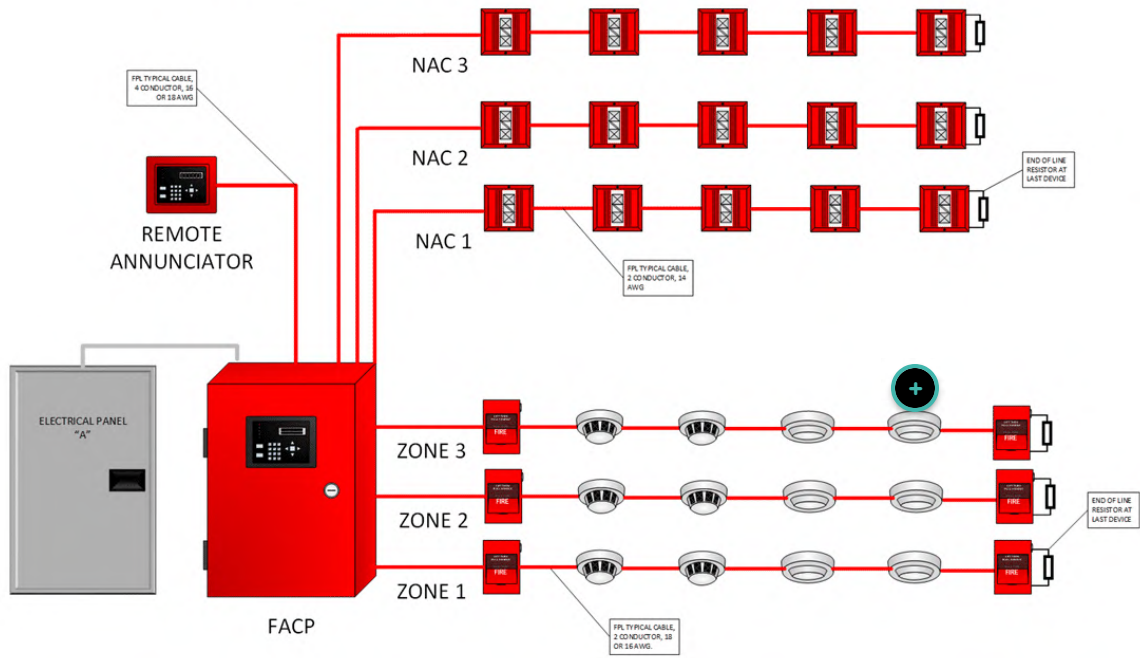 NAC 3
FPL TYPICAL CABLE,
4 CONDUCTOR, 16
OR 18 AWG
NAC 2
END OF LINE
RESISTOR AT
LAST DEVICE
REMOTE
ANNUNCIATOR
NAC 1
FPL TYPICAL CABLE,
2 CONDUCTOR, 14
AWG
ELECTRICAL PANEL
"A"
+
FIRE
ZONE 3
FIRE
FIRE
ZONE 2
FIRE
END OF LINE
RESISTOR AT
LAST DEVICE
FIRE
ZONE 1
FIRE
FACP
FPL TYPICAL CABLE,
2 CONDUCTOR, 18
OR 16 AWG.